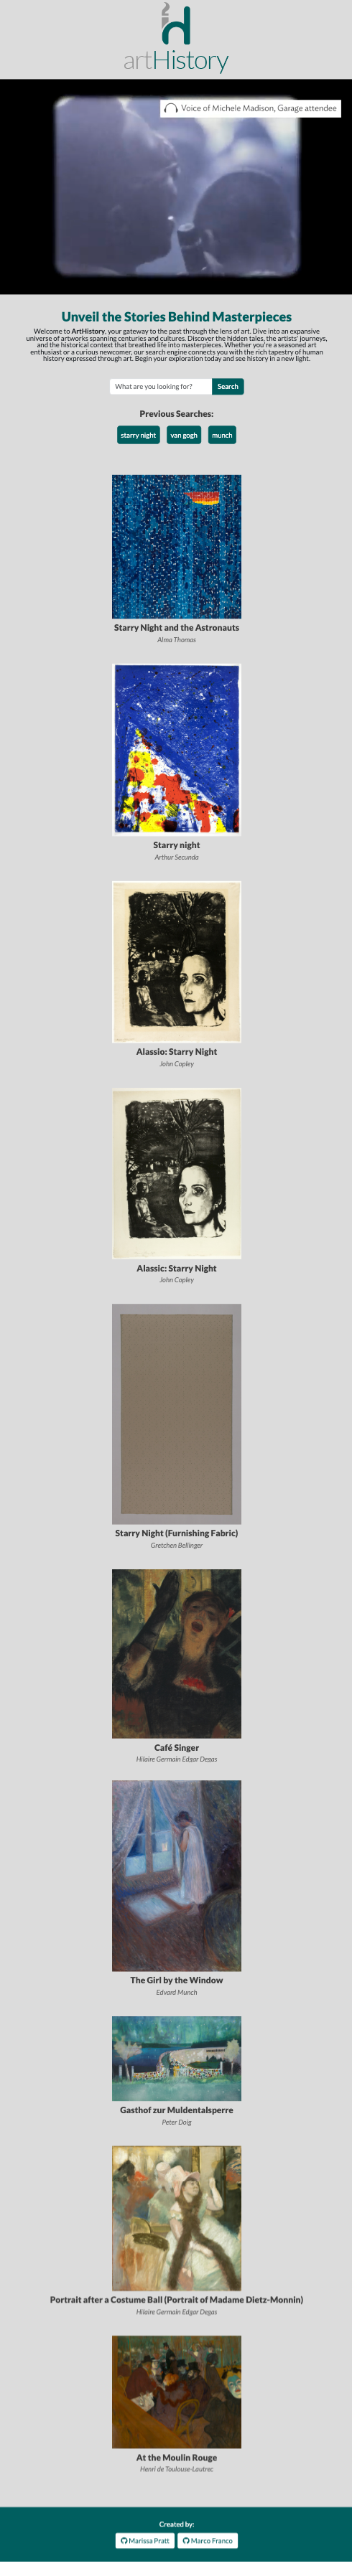 artHistory
Voice of Michele Madison, Garage attendee
Unveil the Stories Behind Masterpieces
Welcome to ArtHistory, your gateway to the past through the lens of art. Dive into an expansive
universe of artworks spanning centuries and cultures. Discover the hidden tales, the artists' journeys,
and the historical context that breathed life into masterpieces. Whether you're a seasoned art
enthusiast or a curious newcomer, our search engine connects you with the rich tapestry of human
history expressed through art. Begin your exploration today and see history in a new light.
What are you looking for? Search
Previous Searches:
starry night van gogh munch
Starry Night and the Astronauts
Alma Thomas
Starry night
Arthur Secunda
Alassio: Starry Night
John Copley
Alassic: Starry Night
John Copley
Starry Night (Furnishing Fabric)
Gretchen Bellinger
Café Singer
Hilaire Germain Edgar Degas
The Girl by the Window
Edvard Munch
Gasthof zur Muldentalsperre
Peter Doig
Portrait after a Costume Ball (Portrait of Madame Dietz-Monnin)
Hilaire Germain Edgar Degas
At the Moulin Rouge
Henri de Toulouse-Lautrec
Created by:
Marissa Pratt Marco Franco